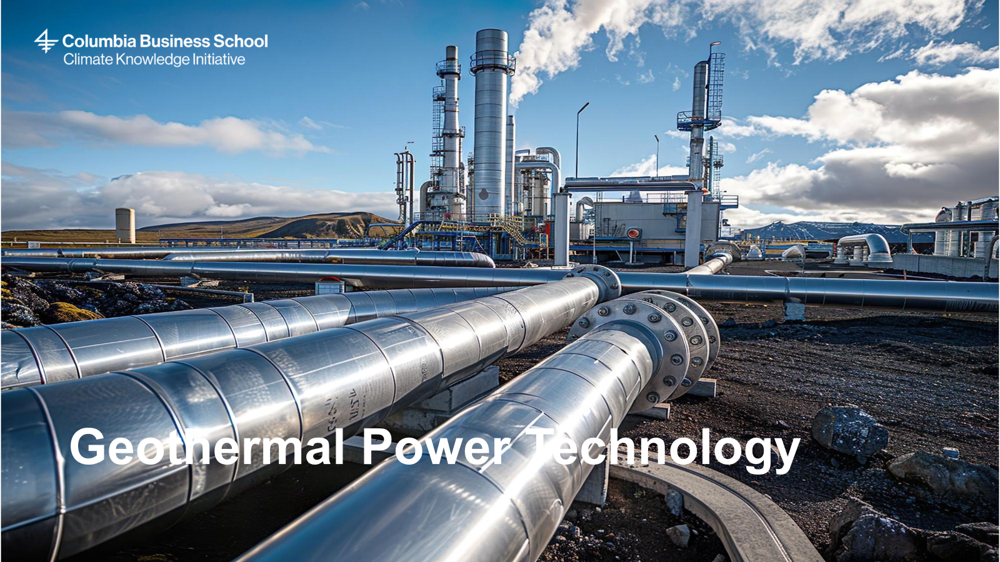 Columbia Business School
Climate Knowledge Initiative
Geothermal Power Technology